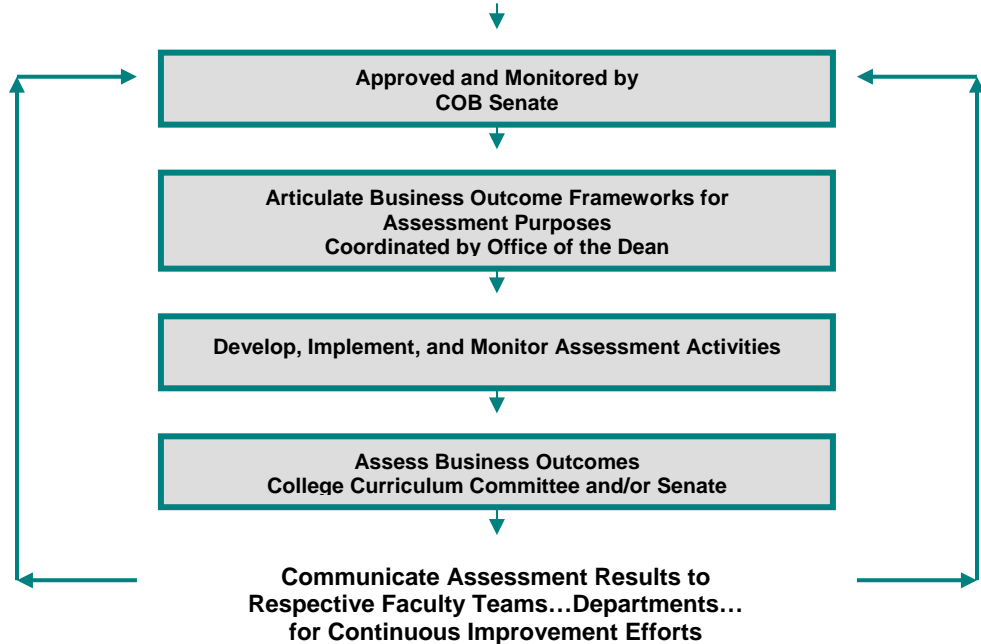 Approved and Monitored by
COB Senate
Articulate Business Outcome Frameworks for
Assessment Purposes
Coordinated by Office of the Dean
Develop, Implement, and Monitor Assessment Activities
Assess Business Outcomes
College Curriculum Committee and/or Senate
Communicate Assessment Results to
Respective Faculty Teams…Departments…
for Continuous Improvement Efforts